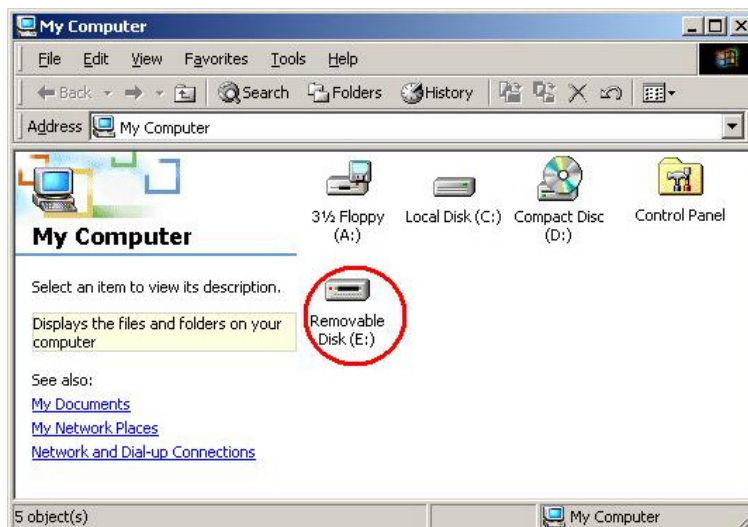 My Computer
File Edit View Favorites Tools Help
Back Search Folders History
Address My Computer
My Computer
Select an item to view its description.
Displays the files and folders on your
computer
See also:
My Documents
My Network Places
Network and Dial-up Connections
3½ Floppy
(A:)
Local Disk (C:)
Compact Disc
(D:)
Control Panel
Removable
Disk (E:)
5 object(s) My Computer